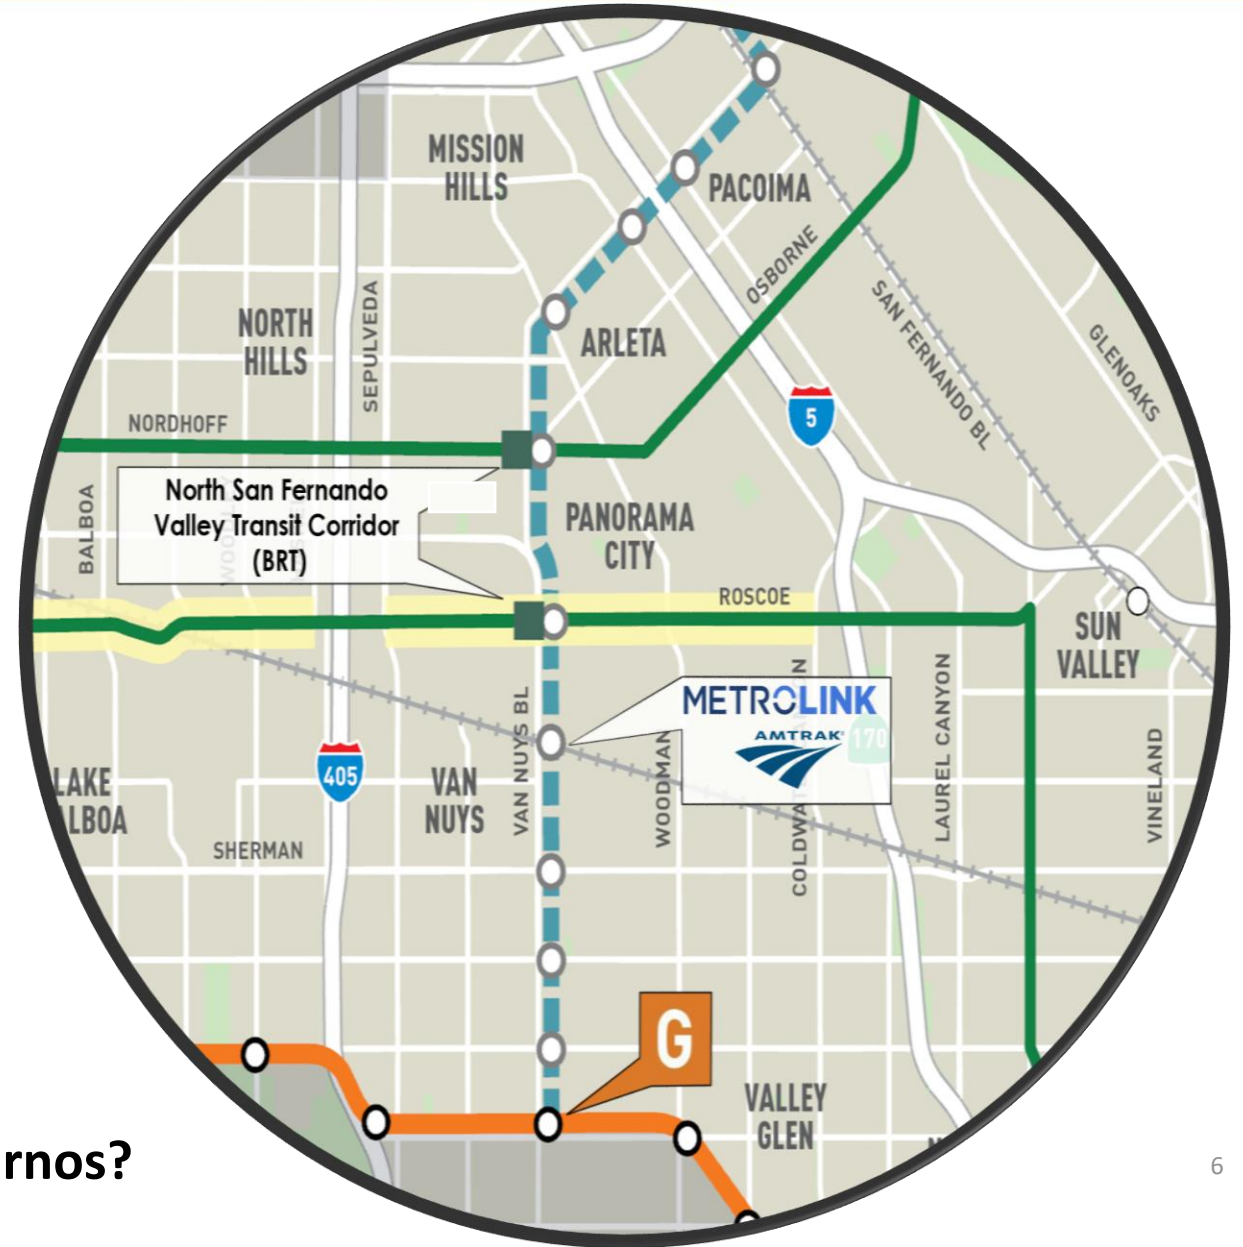 MISSION
HILLS
PACOIMA
OSBORNE
NORTH
HILLS
SEPULVEDA
ARLETA
SAN FERNANDO BL
GLENOAKS
5
NORDHOFF
North San Fernando
Valley Transit Corridor
(BRT)
BALBOA
PANORAMA
CITY
ROSCOE
SUN
VALLEY
METROLINK
AMTRAK
170
VAN NUYS BL
WOODMAN
LAUREL CANYON
VINELAND
405
LAKE
ALBOA
VAN
NUYS
SHERMAN
G
VALLEY
GLEN
rnos?
6